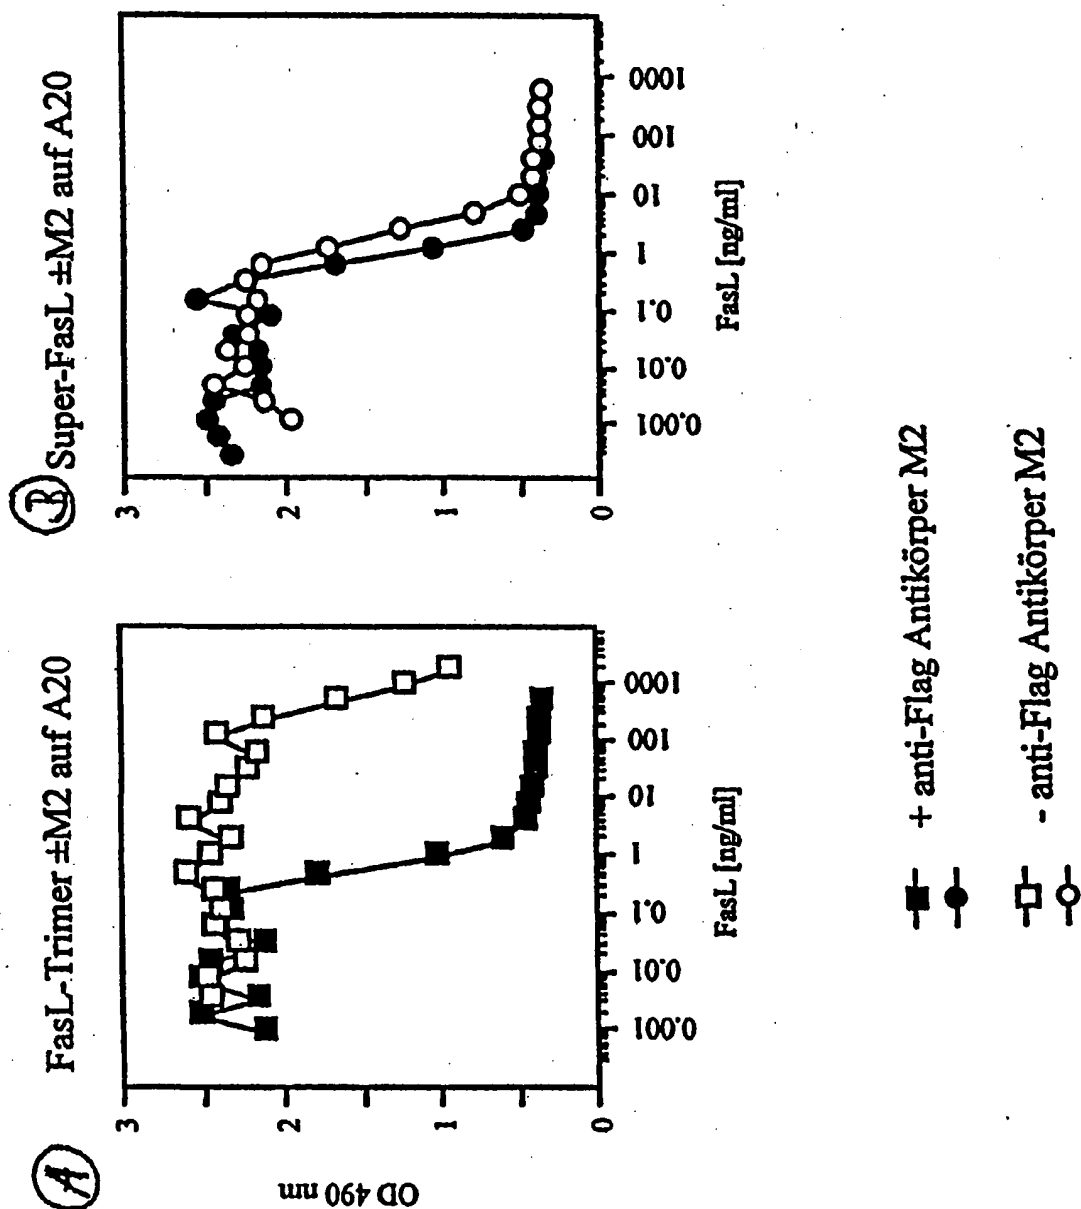 A
FasL-Trimer ±M2 auf A20
OD 490 nm
3
2
1
0
0.001
0.01
0.1
1
10
100
1000
FasL [ng/ml]
B
Super-FasL ±M2 auf A20
3
2
1
0
0.001
0.01
0.1
1
10
100
1000
FasL [ng/ml]
+ anti-Flag Antikörper M2
- anti-Flag Antikörper M2